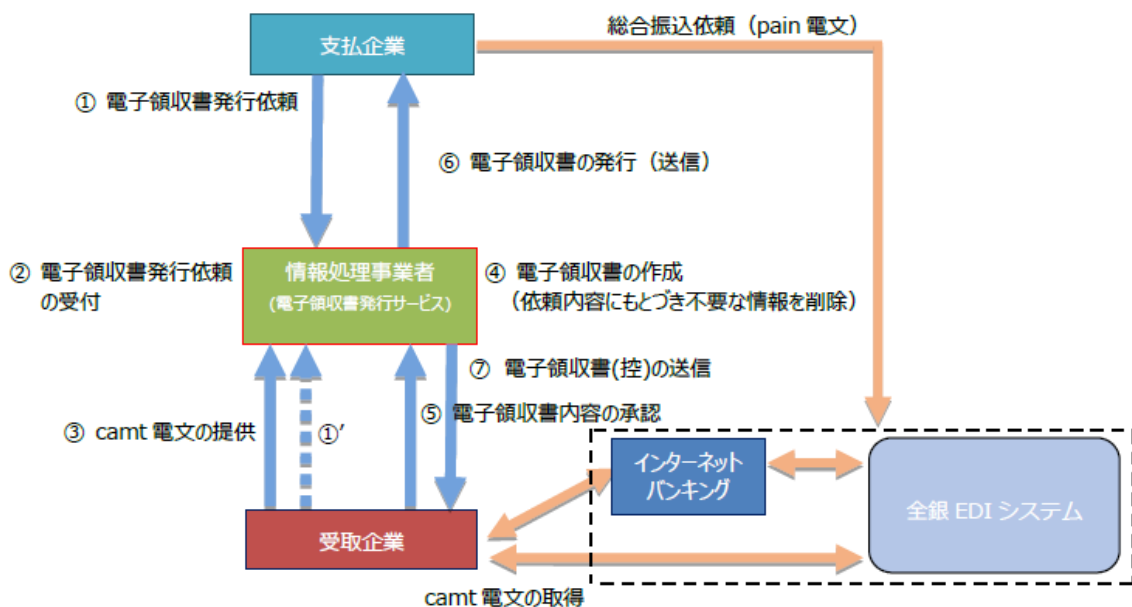 総合振込依頼（pain 電文）
支払企業
① 電子領収書発行依頼
⑥ 電子領収書の発行（送信）
② 電子領収書発行依頼
の受付
情報処理事業者
(電子領収書発行サービス)
④ 電子領収書の作成
（依頼内容にもとづき不要な情報を削除）
⑦ 電子領収書(控)の送信
⑤ 電子領収書内容の承認
③ camt 電文の提供
①’
インターネット
バンキング
全銀 EDI システム
受取企業
camt 電文の取得